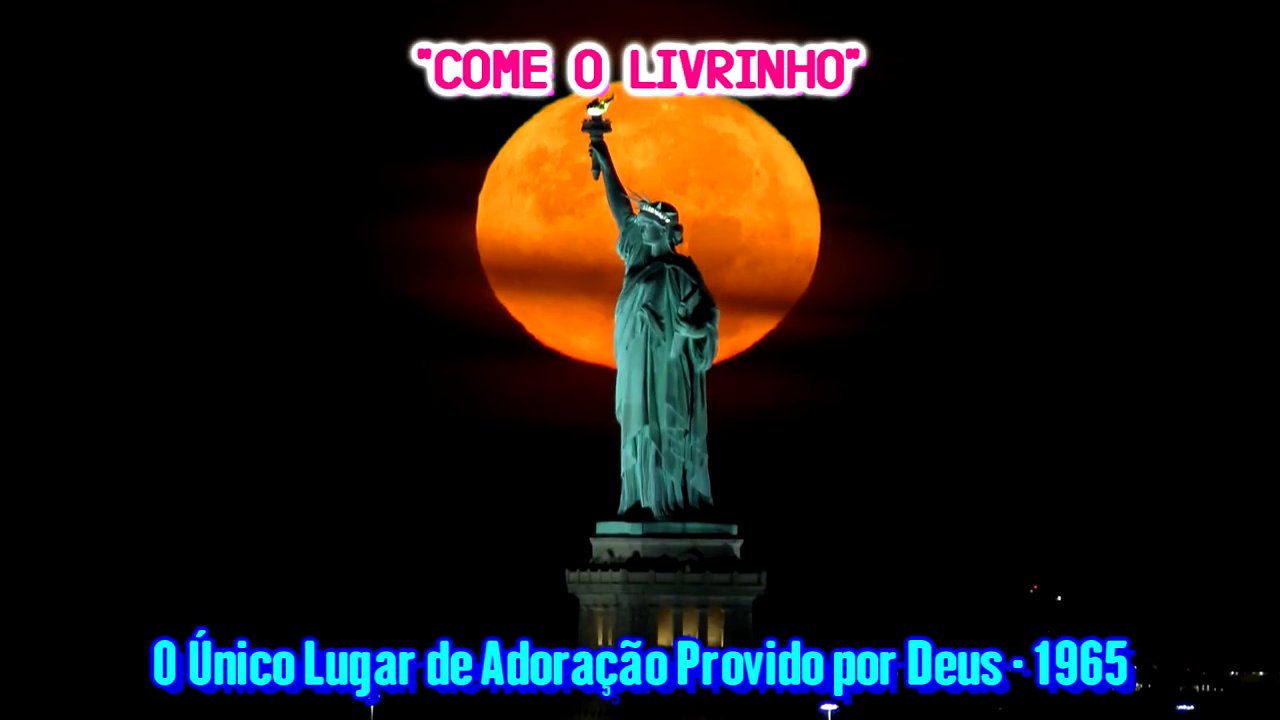 "COME O LIVRINHO"
O Único Lugar de Adoração Provido por Deus - 1965